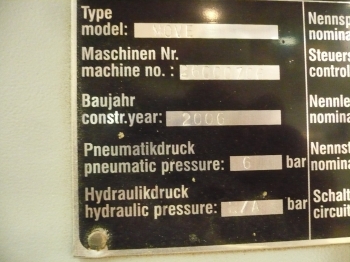 Type
model:
Maschinen Nr.
machine no. :
Baujahr
constr.year: 2006
Pneumatikdruck
pneumatic pressure: 6 bar
Hydraulikdruck
hydraulic pressure: bar
Nennsp
nomina
Steuers
control
Nennle
nomina
Nennst
nomina
Schalt
circuit